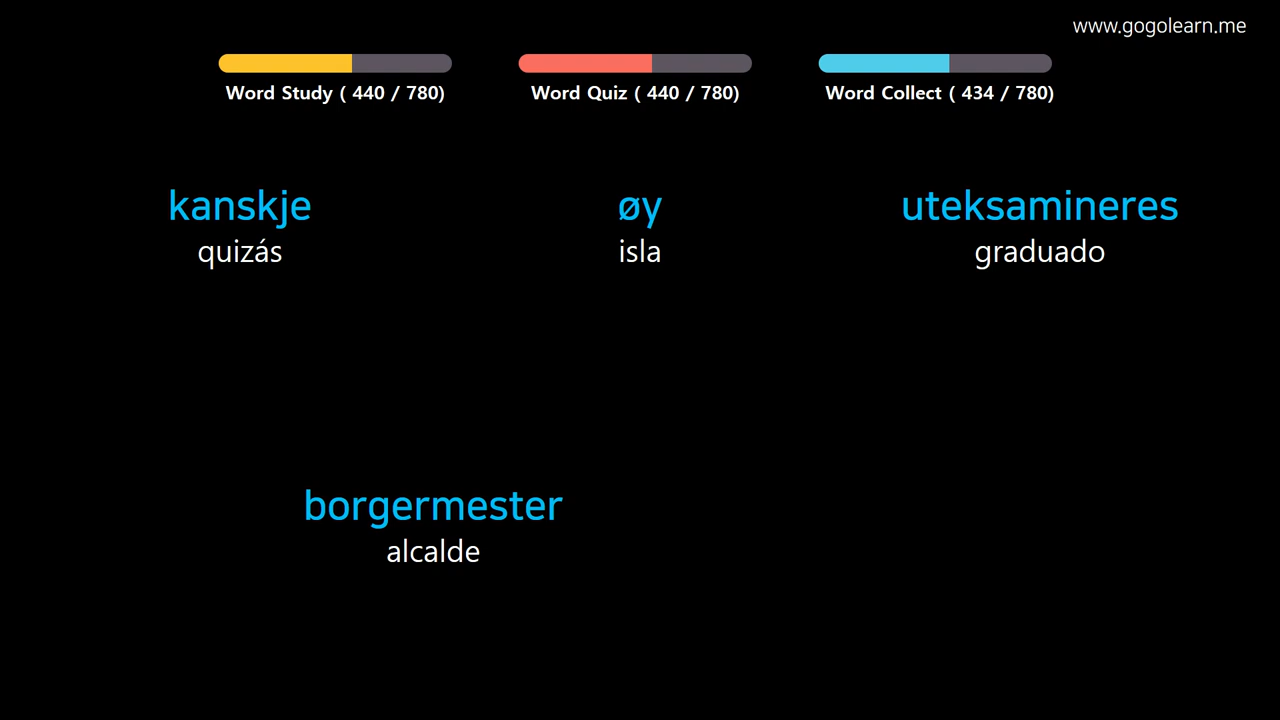 www.gogolearn.me
Word Study ( 440 / 780)
Word Quiz ( 440 / 780)
Word Collect ( 434 / 780)
kanskje
quizás
øy
isla
uteksamineres
graduado
borgermester
alcalde